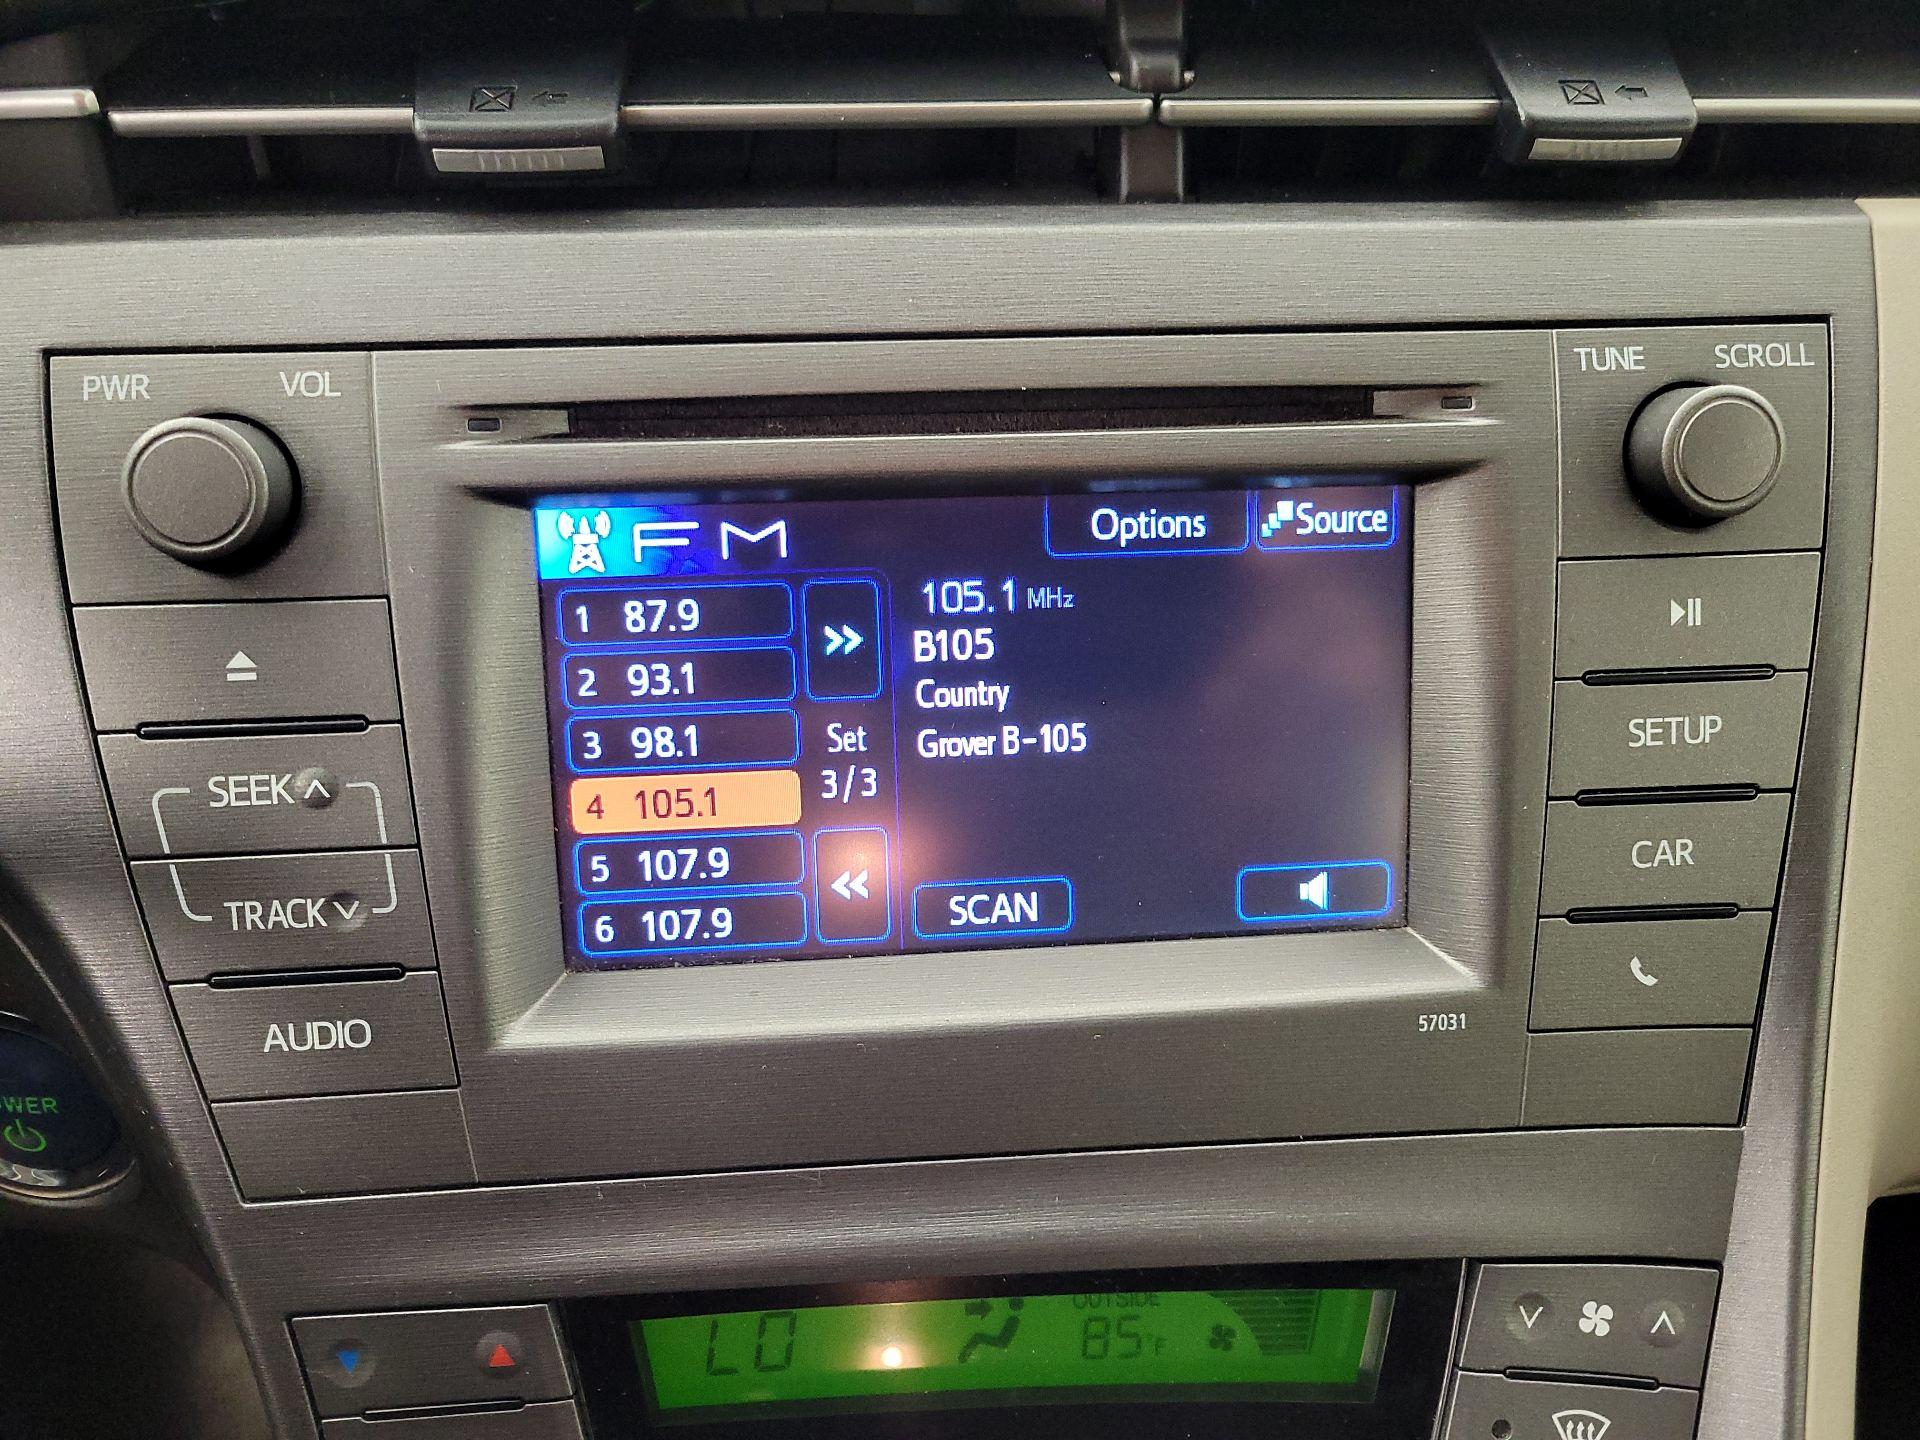 PWR VOL
TUNE SCROLL
FM
Options
Source
1 87.9
2 93.1
3 98.1
4 105.1
5 107.9
6 107.9
Set
3/3
105.1 MHz
B105
Country
Grover B-105
SCAN
SEEK
TRACK
AUDIO
SETUP
CAR
57031
LO
OUTSIDE
85°F